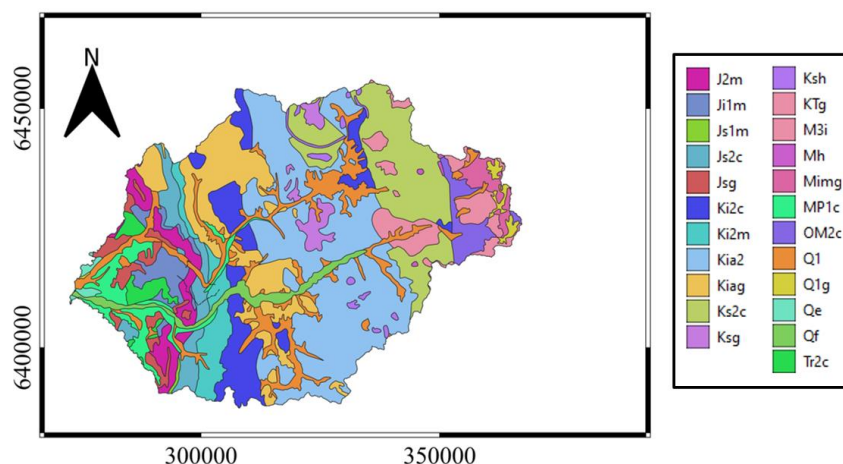 N
6450000
6400000
300000
350000
J2m
Ji1m
Js1m
Js2c
Jsg
Ki2c
Ki2m
Kia2
Kiag
Ks2c
Ksg
Ksh
KTg
M3i
Mh
Mimg
MP1c
OM2c
Q1
Q1g
Qe
Qf
Tr2c